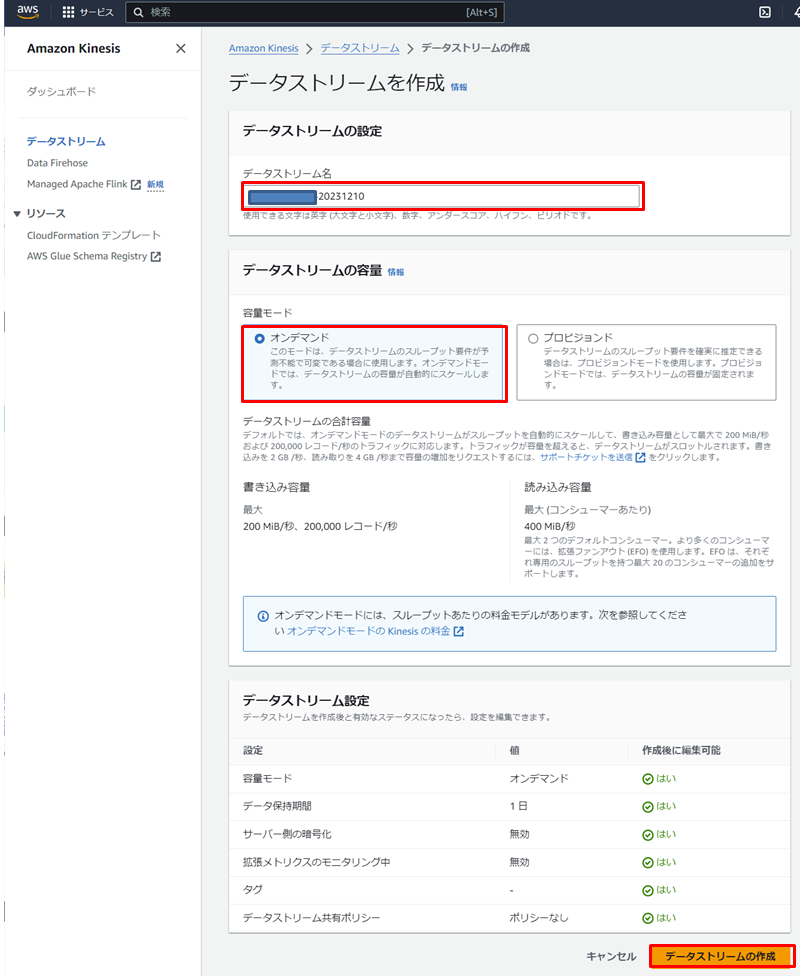 aws
サービス
検索
[Alt+S]
Amazon Kinesis
ダッシュボード
データストリーム
Data Firehose
Managed Apache Flink 新規
リソース
CloudFormation テンプレート
AWS Glue Schema Registry
Amazon Kinesis > データストリーム > データストリームの作成
データストリームを作成 情報
データストリームの設定
データストリーム名
20231210
使用できる文字は英字 (大文字と小文字)、数字、アンダースコア、ハイフン、ピリオドです。
データストリームの容量 情報
容量モード
オンデマンド
このモードは、データストリームのスループット要件が予
測不能で可変である場合に使用します。オンデマンドモー
ドでは、データストリームの容量が自動的にスケールしま
す。
プロビジョンド
データストリームのスループット要件を確実に推定できる
場合は、プロビジョンドモードを使用します。プロビジョ
ンドモードでは、データストリームの容量が固定されま
す。
データストリームの合計容量
デフォルトでは、オンデマンドモードのデータストリームがスループットを自動的にスケールして、書き込み容量として最大で 200 MiB/秒
および 200,000 レコード/秒のトラフィックに対応します。トラフィックが容量を超えると、データストリームがスロットルされます。書き
込みを 2 GB /秒、読み取りを 4 GB /秒まで容量の増加をリクエストするには、サポートチケットを送信 をクリックします。
書き込み容量
最大
200 MiB/秒、200,000 レコード/秒
読み込み容量
最大 (コンシューマーあたり)
400 MiB/秒
最大 2 つのデフォルトコンシューマー。より多くのコンシューマ
ーには、拡張ファンアウト (EFO) を使用します。EFO は、それぞ
れ専用のスループットを持つ最大 20 のコンシューマーの追加をサ
ポートします。
オンデマンドモードには、スループットあたりの料金モデルがあります。次を参照してくださ
い オンデマンドモードの Kinesis の料金
データストリーム設定
データストリームを作成後と有効なステータスになったら、設定を編集できます。
設定 値 作成後に編集可能
容量モード オンデマンド はい
データ保持期間 1 日 はい
サーバー側の暗号化 無効 はい
拡張メトリクスのモニタリング中 無効 はい
タグ - はい
データストリーム共有ポリシー ポリシーなし はい
キャンセル データストリームの作成